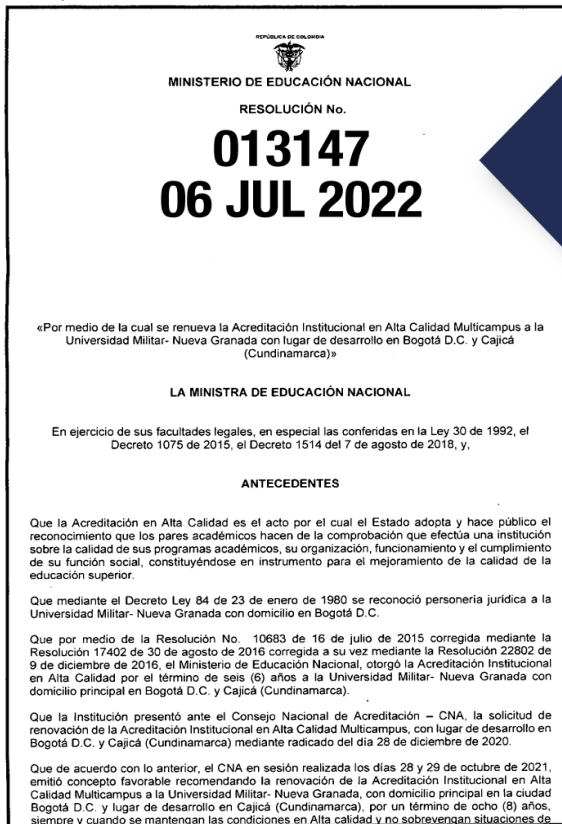 REPÚBLICA DE COLOMBIA
MINISTERIO DE EDUCACIÓN NACIONAL
RESOLUCIÓN No.
013147
06 JUL 2022
«Por medio de la cual se renueva la Acreditación Institucional en Alta Calidad Multicampus a la
Universidad Militar- Nueva Granada con lugar de desarrollo en Bogotá D.C. y Cajicá
(Cundinamarca)»
LA MINISTRA DE EDUCACIÓN NACIONAL
En ejercicio de sus facultades legales, en especial las conferidas en la Ley 30 de 1992, el
Decreto 1075 de 2015, el Decreto 1514 del 7 de agosto de 2018, y,
ANTECEDENTES
Que la Acreditación en Alta Calidad es el acto por el cual el Estado adopta y hace público el
reconocimiento que los pares académicos hacen de la comprobación que efectúa una institución
sobre la calidad de sus programas académicos, su organización, funcionamiento y el cumplimiento
de su función social, constituyéndose en instrumento para el mejoramiento de la calidad de la
educación superior.
Que mediante el Decreto Ley 84 de 23 de enero de 1980 se reconoció personería jurídica a la
Universidad Militar- Nueva Granada con domicilio en Bogotá D.C.
Que por medio de la Resolución No. 10683 de 16 de julio de 2015 corregida mediante la
Resolución 17402 de 30 de agosto de 2016 corregida a su vez mediante la Resolución 22802 de
9 de diciembre de 2016, el Ministerio de Educación Nacional, otorgó la Acreditación Institucional
en Alta Calidad por el término de seis (6) años a la Universidad Militar- Nueva Granada con
domicilio principal en Bogotá D.C. y Cajicá (Cundinamarca).
Que la Institución presentó ante el Consejo Nacional de Acreditación – CNA, la solicitud de
renovación de la Acreditación Institucional en Alta Calidad Multicampus, con lugar de desarrollo en
Bogotá D.C. y Cajicá (Cundinamarca) mediante radicado del día 28 de diciembre de 2020.
Que de acuerdo con lo anterior, el CNA en sesión realizada los días 28 y 29 de octubre de 2021,
emitió concepto favorable recomendando la renovación de la Acreditación Institucional en Alta
Calidad Multicampus a la Universidad Militar- Nueva Granada, con domicilio principal en la ciudad
Bogotá D.C. y lugar de desarrollo en Cajicá (Cundinamarca), por un término de ocho (8) años,
siempre y cuando se mantengan las condiciones en Alta calidad y no sobrevengan situaciones de